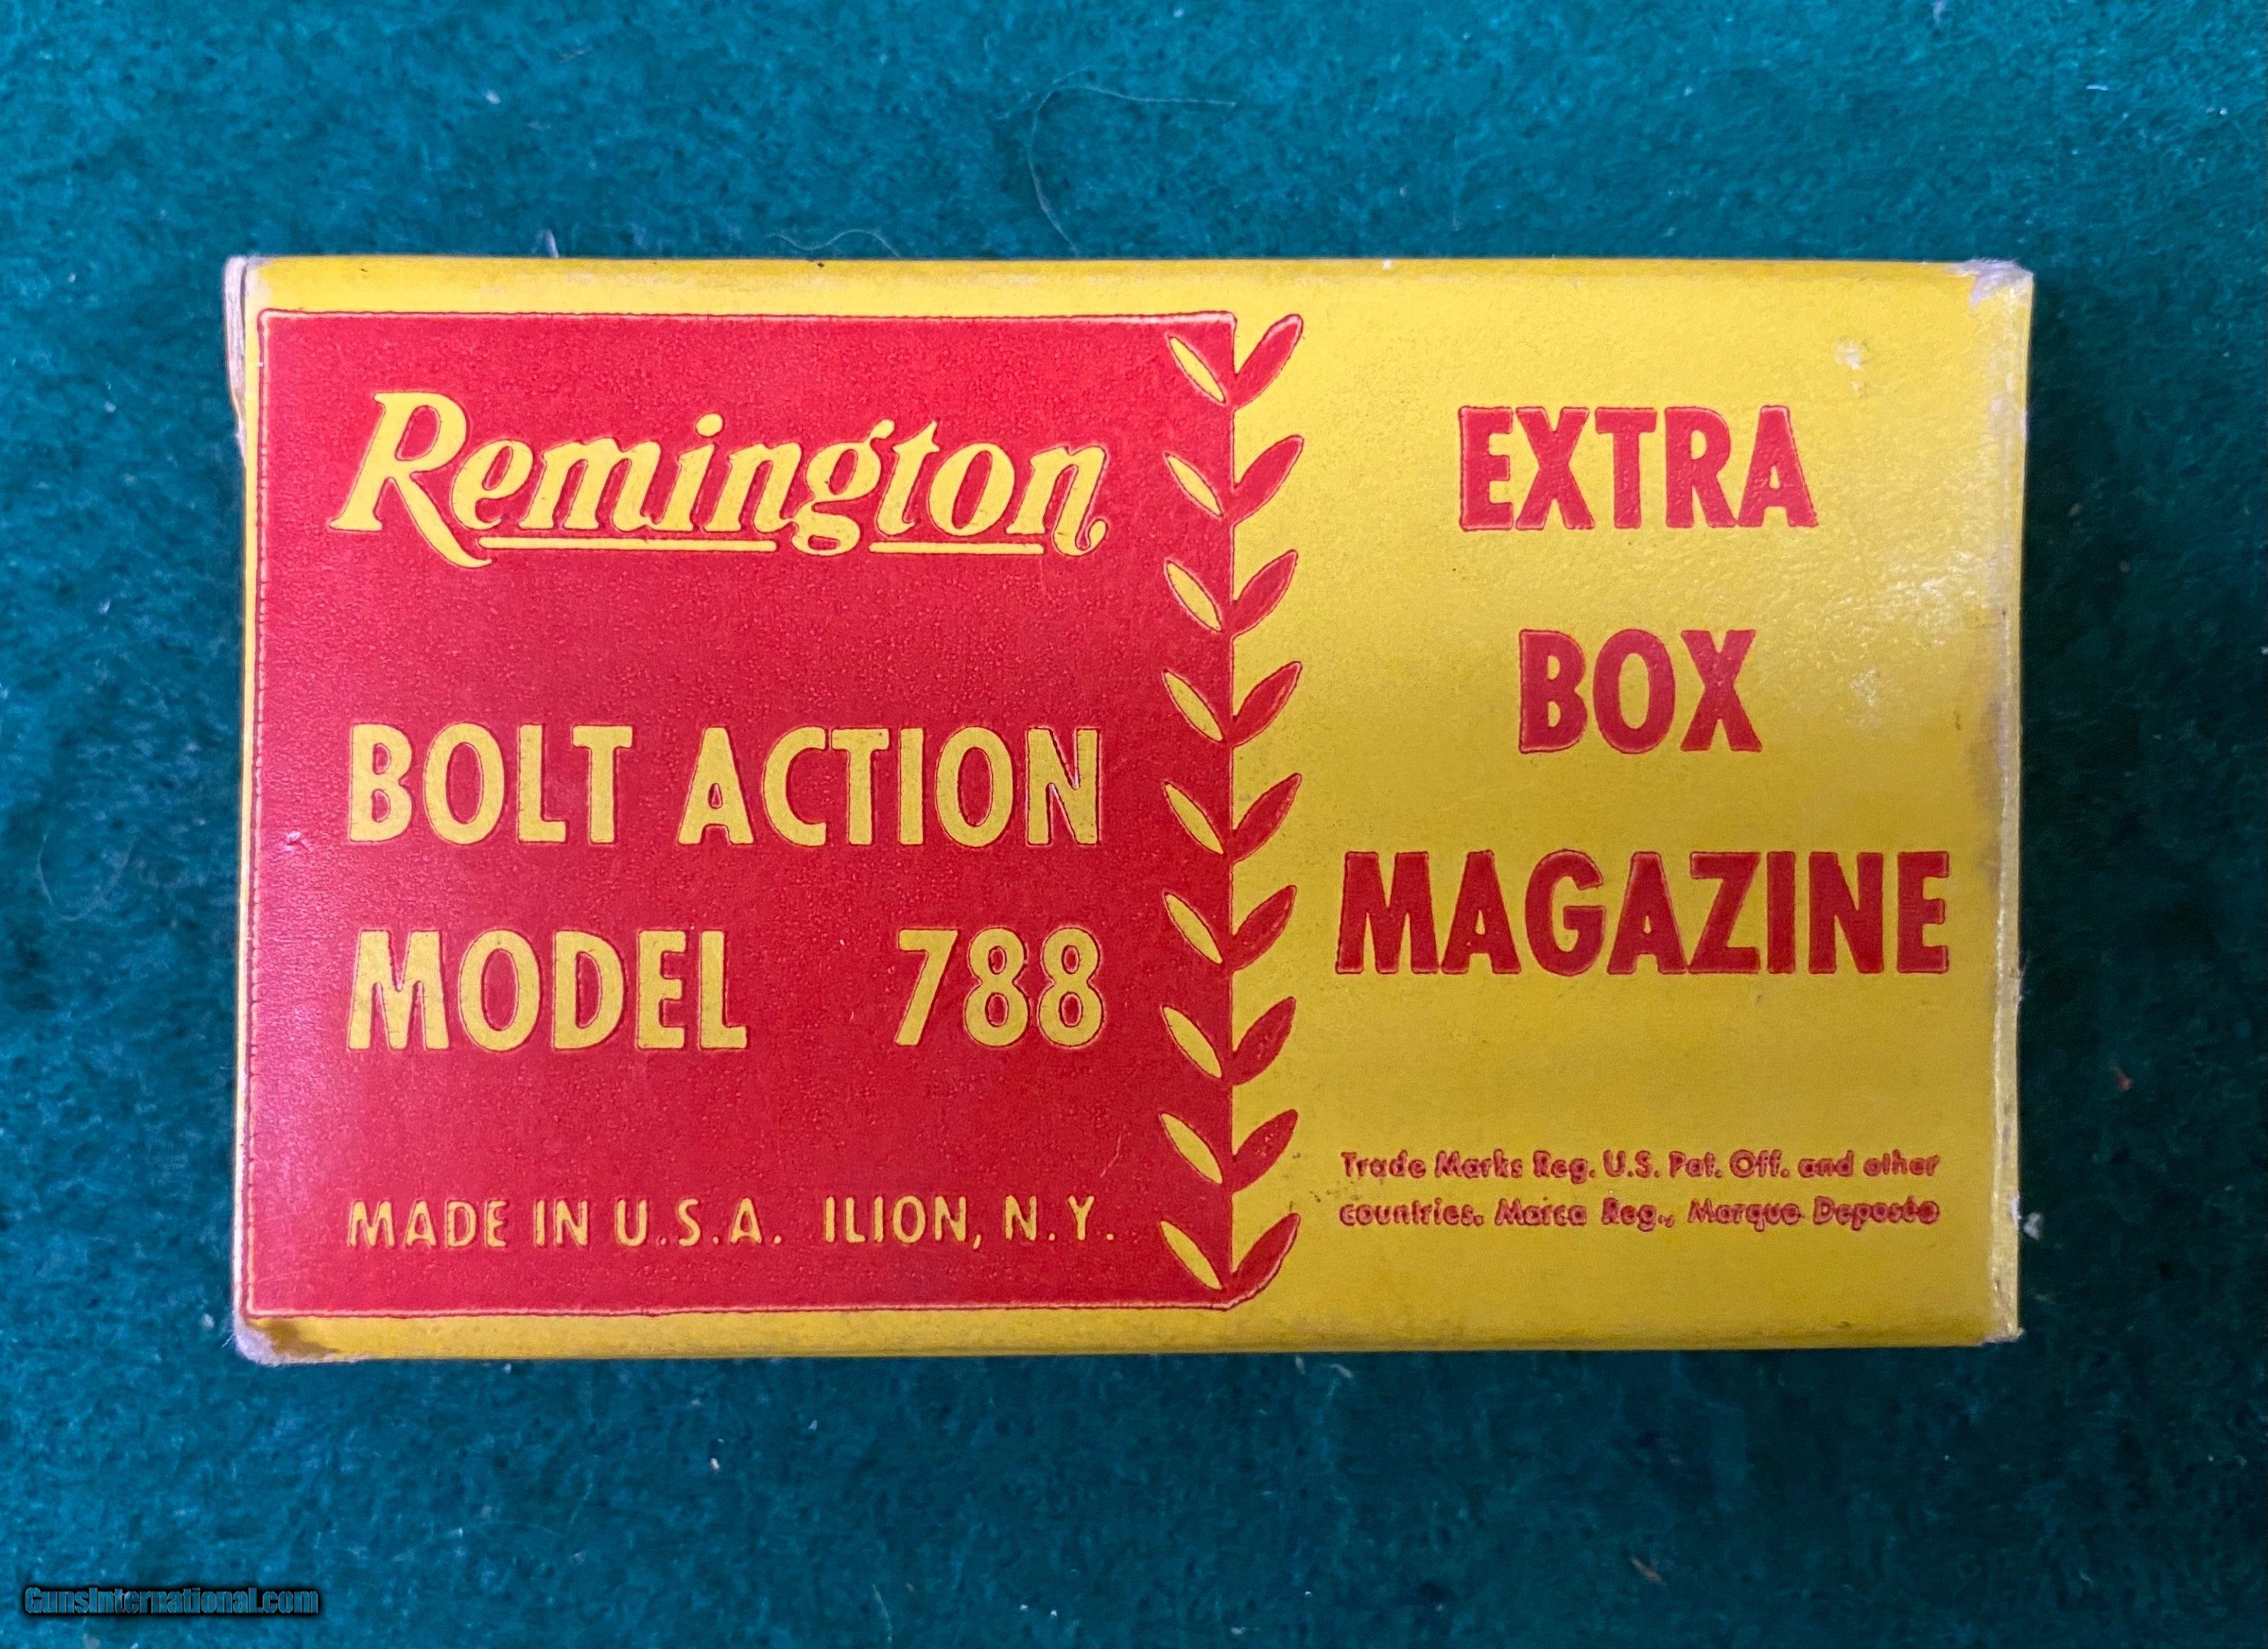 Remington
BOLT ACTION
MODEL 788
MADE IN U.S.A. ILION, N.Y.
EXTRA
BOX
MAGAZINE
Trade Marks Reg. U.S. Pat. Off. and other
countries. Marca Reg., Marque Deposée
GunsInternational.com